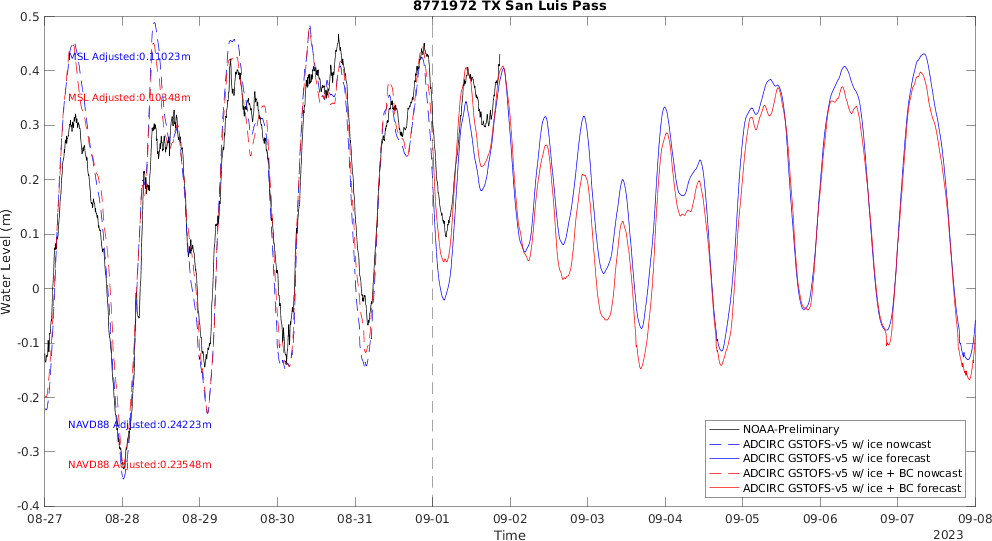 8771972 TX San Luis Pass
Water Level (m)
0.5
0.4
0.3
0.2
0.1
0
-0.1
-0.2
-0.3
-0.4
MSL Adjusted:0.11023m
MSL Adjusted:0.10348m
NAVD88 Adjusted:0.24223m
NAVD88 Adjusted:0.23548m
NOAA-Preliminary
ADCIRC GSTOFS-v5 w/ ice nowcast
ADCIRC GSTOFS-v5 w/ ice forecast
ADCIRC GSTOFS-v5 w/ ice + BC nowcast
ADCIRC GSTOFS-v5 w/ ice + BC forecast
08-27 08-28 08-29 08-30 08-31 09-01 09-02 09-03 09-04 09-05 09-06 09-07 09-08
Time
2023